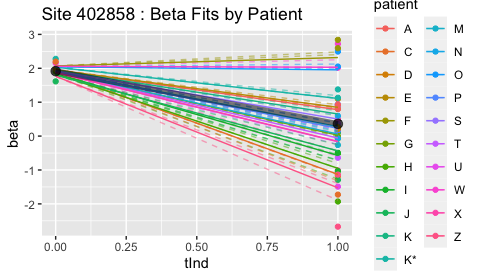 Site 402858 : Beta Fits by Patient
3
2
1
0
-1
-2
beta
0.00
0.25
0.50
0.75
1.00
tInd
patient
A
C
D
E
F
G
H
I
J
K
K*
M
N
O
P
S
T
U
W
X
Z